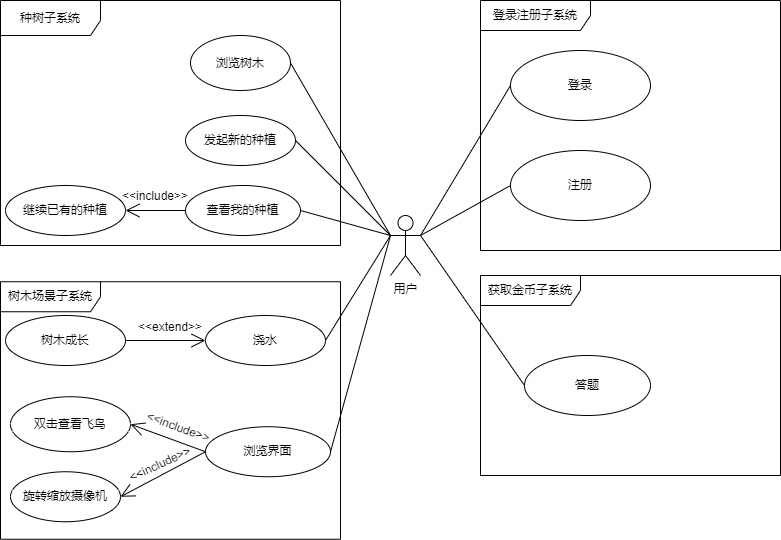 种树子系统
浏览树木
发起新的种植
继续已有的种植
<<include>>
查看我的种植
登录注册子系统
登录
注册
用户
树木场景子系统
树木成长
<<extend>>
浇水
双击查看飞鸟
<<include>>
浏览界面
<<include>>
旋转缩放摄像机
获取金币子系统
答题